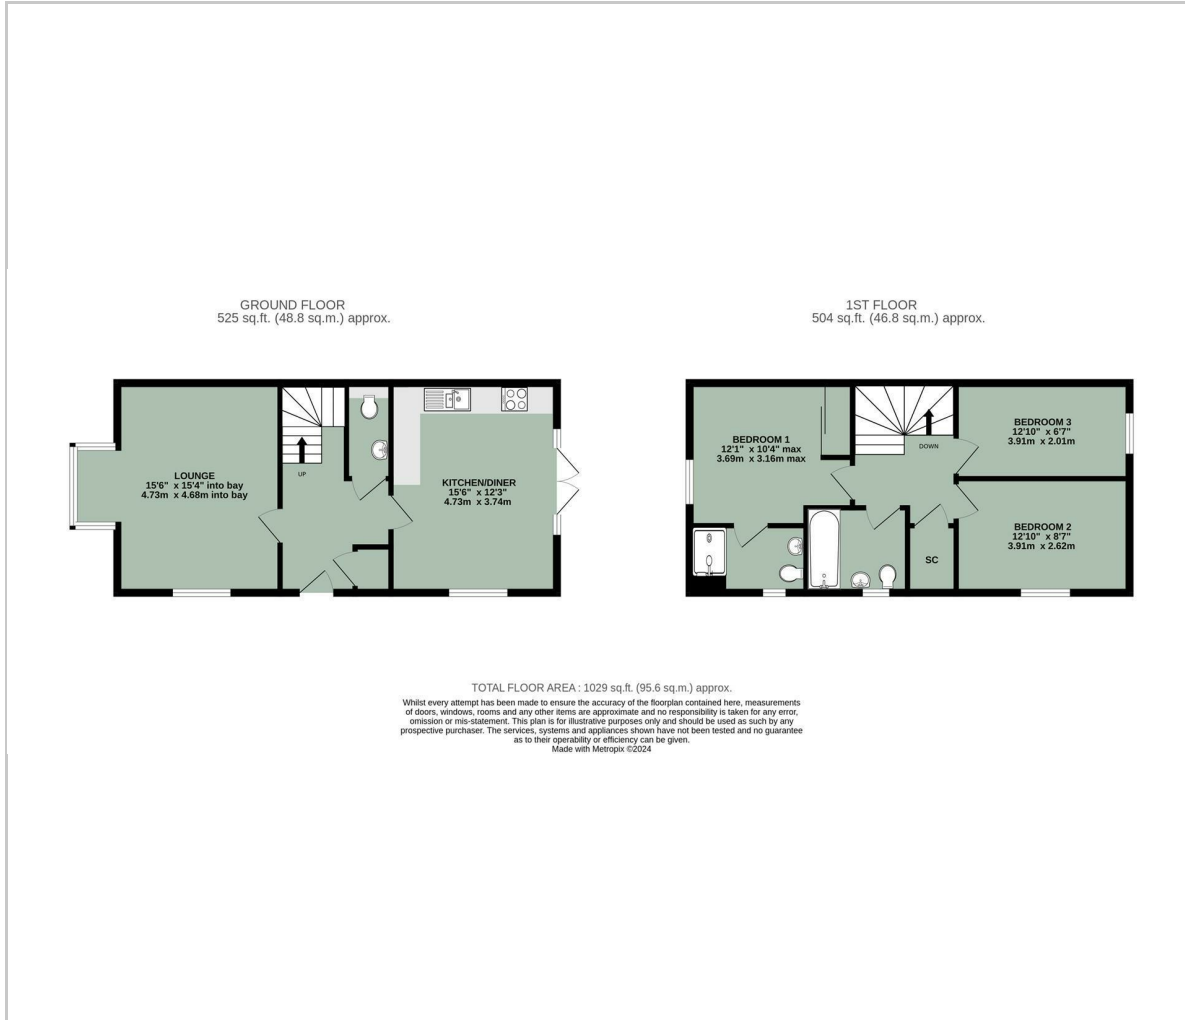 GROUND FLOOR
525 sq.ft. (48.8 sq.m.) approx.
1ST FLOOR
504 sq.ft. (46.8 sq.m.) approx.
LOUNGE
15'6" x 15'4" into bay
4.73m x 4.68m into bay
UP
KITCHEN/DINER
15'6" x 12'3"
4.73m x 3.74m
BEDROOM 1
12'1" x 10'4" max
3.69m x 3.16m max
DOWN
BEDROOM 3
12'10" x 6'7"
3.91m x 2.01m
BEDROOM 2
12'10" x 8'7"
3.91m x 2.62m
SC
TOTAL FLOOR AREA : 1029 sq.ft. (95.6 sq.m.) approx.
Whilst every attempt has been made to ensure the accuracy of the floorplan contained here, measurements
of doors, windows, rooms and any other items are approximate and no responsibility is taken for any error,
omission or mis-statement. This plan is for illustrative purposes only and should be used as such by any
prospective purchaser. The services, systems and appliances shown have not been tested and no guarantee
as to their operability or efficiency can be given.
Made with Metropix ©2024